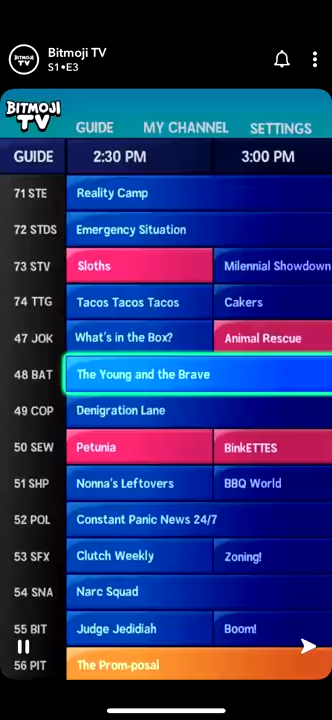 BITMOJI TV
Bitmoji TV
S1•E3
BITMOJI
TV
GUIDE MY CHANNEL SETTINGS
GUIDE 2:30 PM 3:00 PM
71 STE Reality Camp
72 STDS Emergency Situation
73 STV Sloths Milennial Showdown
74 TTG Tacos Tacos Tacos Cakers
47 JOK What's in the Box? Animal Rescue
48 BAT The Young and the Brave
49 COP Denigration Lane
50 SEW Petunia BinkETTES
51 SHP Nonna's Leftovers BBQ World
52 POL Constant Panic News 24/7
53 SFX Clutch Weekly Zoning!
54 SNA Narc Squad
55 BIT Judge Jedidiah Boom!
56 PIT The Prom-posal